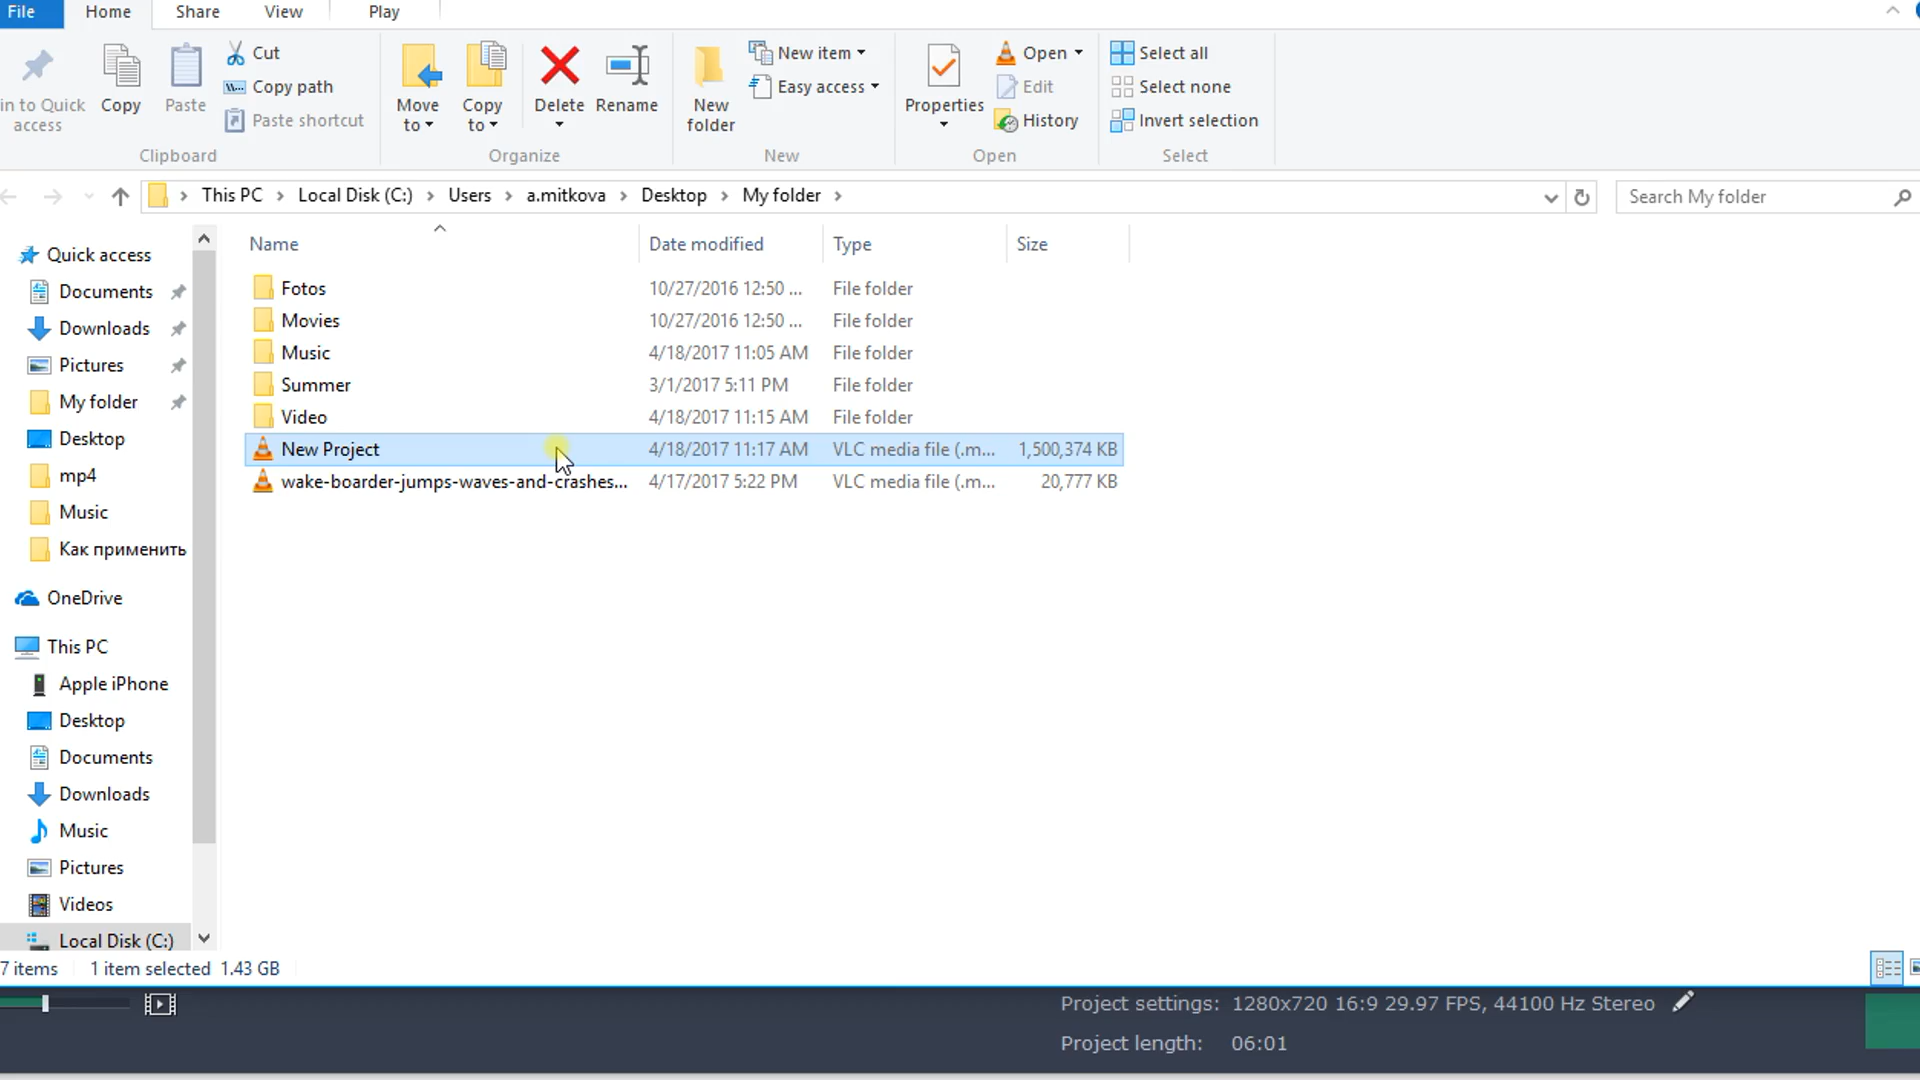 File Home Share View Play
in to Quick access
Copy
Paste
Cut
Copy path
Paste shortcut
Clipboard
Move to
Copy to
Delete
Rename
Organize
New folder
New item
Easy access
New
Properties
Open
Edit
History
Open
Select all
Select none
Invert selection
Select
This PC Local Disk (C:) Users a.mitkova Desktop My folder
Search My folder
Quick access
Documents
Downloads
Pictures
My folder
Desktop
mp4
Music
Как применить
OneDrive
This PC
Apple iPhone
Desktop
Documents
Downloads
Music
Pictures
Videos
Local Disk (C:)
Name Date modified Type Size
Fotos 10/27/2016 12:50 ... File folder
Movies 10/27/2016 12:50 ... File folder
Music 4/18/2017 11:05 AM File folder
Summer 3/1/2017 5:11 PM File folder
Video 4/18/2017 11:15 AM File folder
New Project 4/18/2017 11:17 AM VLC media file (.m... 1,500,374 KB
wake-boarder-jumps-waves-and-crashes... 4/17/2017 5:22 PM VLC media file (.m... 20,777 KB
7 items 1 item selected 1.43 GB
Project settings: 1280x720 16:9 29.97 FPS, 44100 Hz Stereo
Project length: 06:01